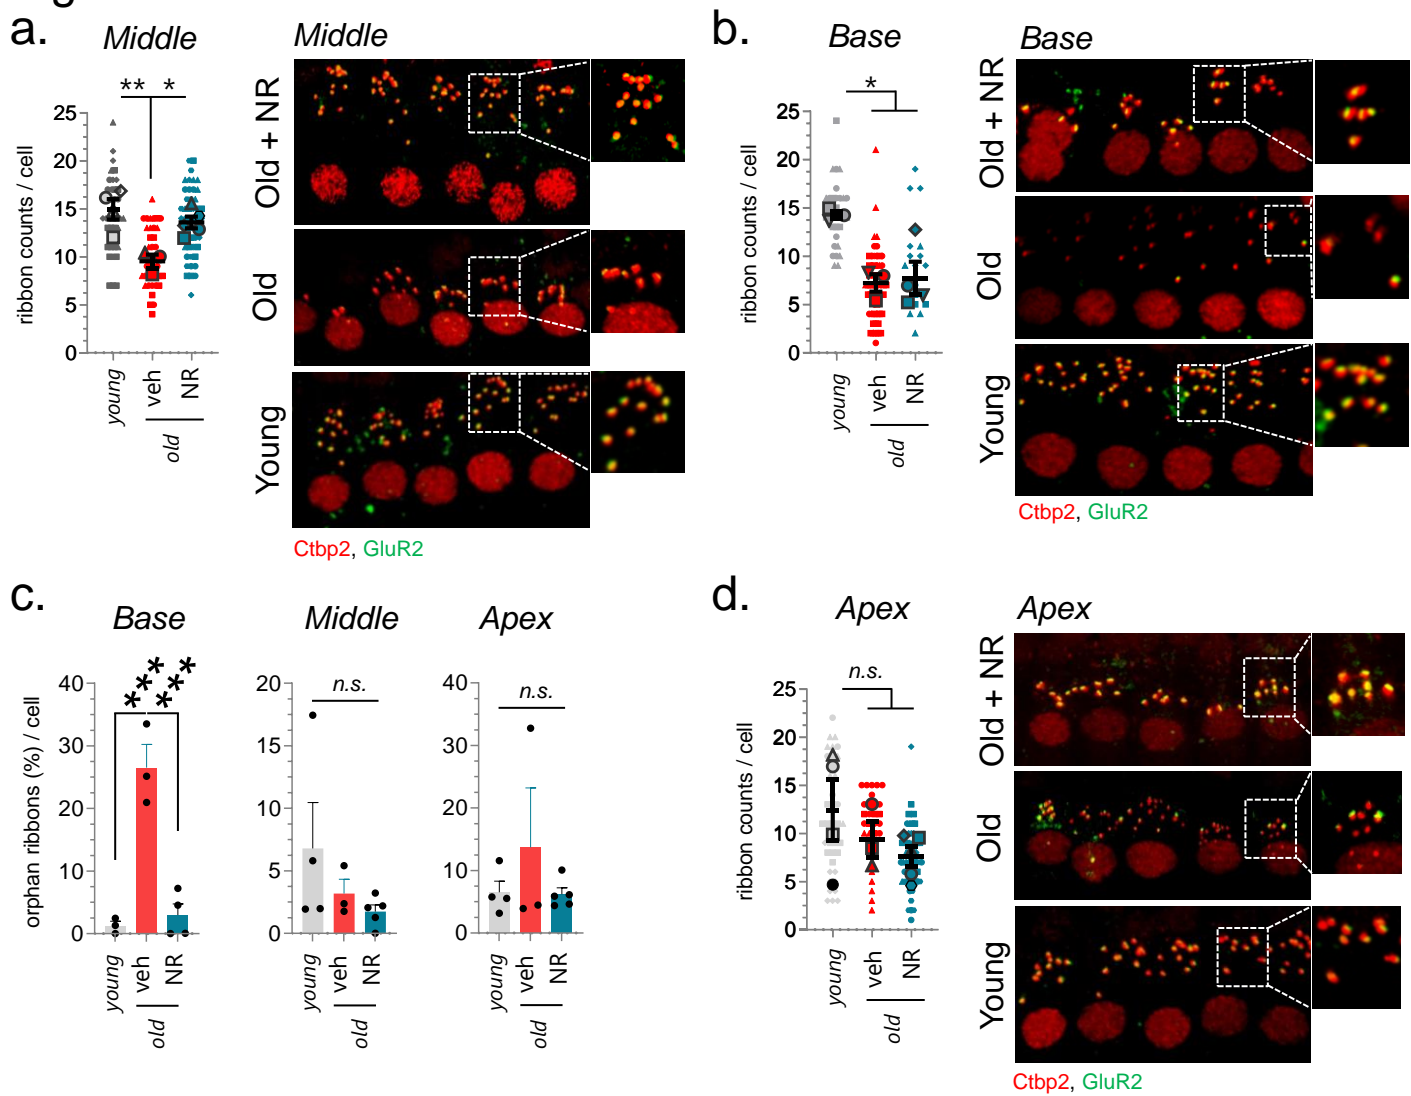 a.
Middle
** *
ribbon counts / cell
25
20
15
10
5
0
young
veh
NR
old
Middle
Old + NR
Old
Young
Ctbp2, GluR2
b.
Base
*
ribbon counts / cell
25
20
15
10
5
0
young
veh
NR
old
Base
Old + NR
Old
Young
Ctbp2, GluR2
c.
Base
*** ***
orphan ribbons (%) / cell
40
30
20
10
0
young
veh
NR
old
Middle
n.s.
20
15
10
5
0
young
veh
NR
old
Apex
n.s.
40
30
20
10
0
young
veh
NR
old
d.
Apex
n.s.
ribbon counts / cell
25
20
15
10
5
0
young
veh
NR
old
Apex
Old + NR
Old
Young
Ctbp2, GluR2